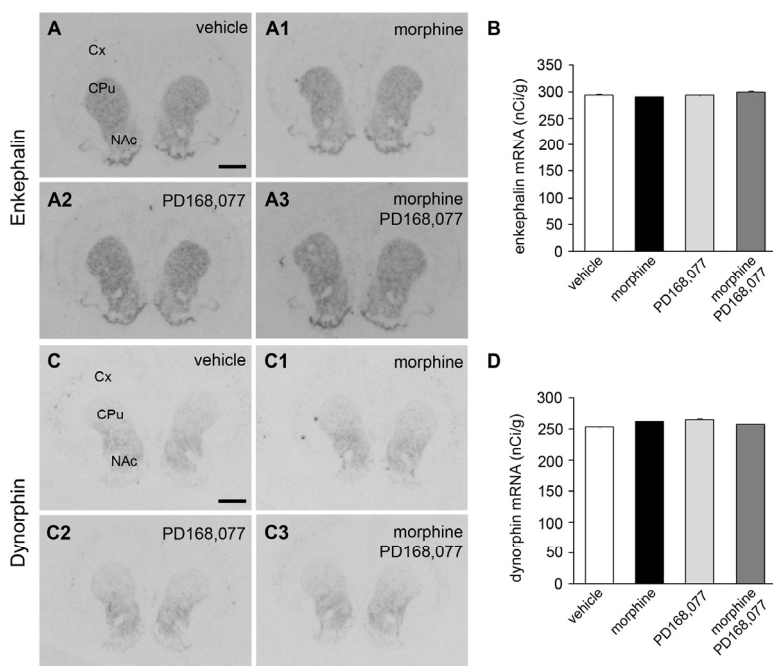 A
vehicle
Cx
CPu
NAc
A1
morphine
A2
PD168,077
A3
morphine
PD168,077
Enkephalin
B
enkephalin mRNA (nCi/g)
350
300
250
200
150
100
50
0
vehicle
morphine
PD168,077
morphine
PD168,077
C
vehicle
Cx
CPu
NAc
C1
morphine
C2
PD168,077
C3
morphine
PD168,077
Dynorphin
D
dynorphin mRNA (nCi/g)
300
250
200
150
100
50
0
vehicle
morphine
PD168,077
morphine
PD168,077